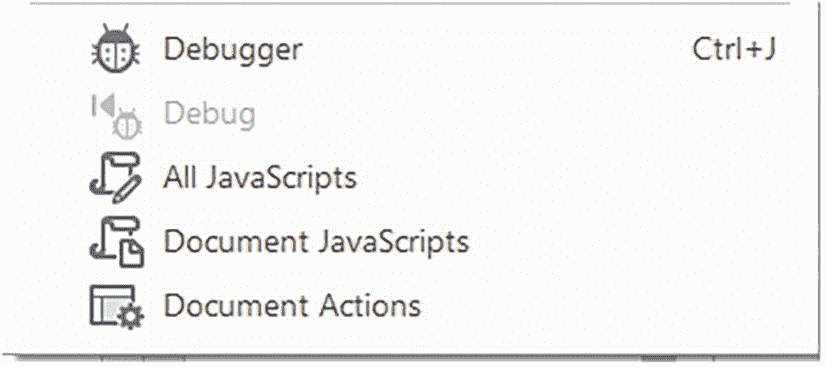 Debugger Ctrl+J
Debug
All JavaScripts
Document JavaScripts
Document Actions